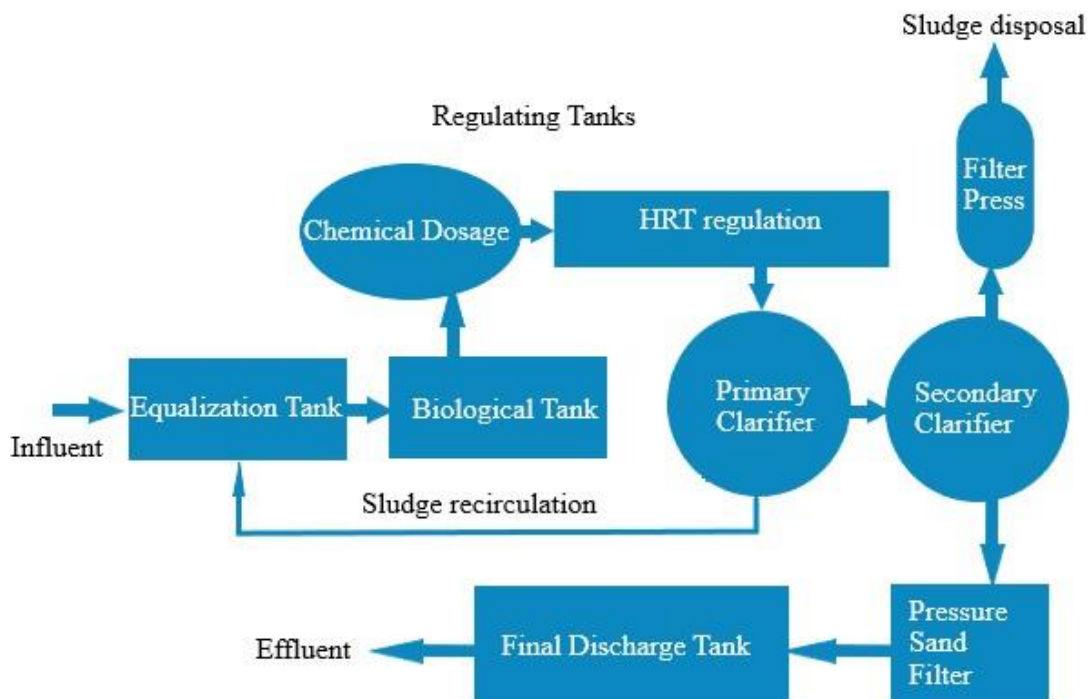 Sludge disposal
Regulating Tanks
Filter
Press
Chemical Dosage
HRT regulation
Equalization Tank
Biological Tank
Primary
Clarifier
Secondary
Clarifier
Influent
Sludge recirculation
Effluent
Final Discharge Tank
Pressure
Sand
Filter